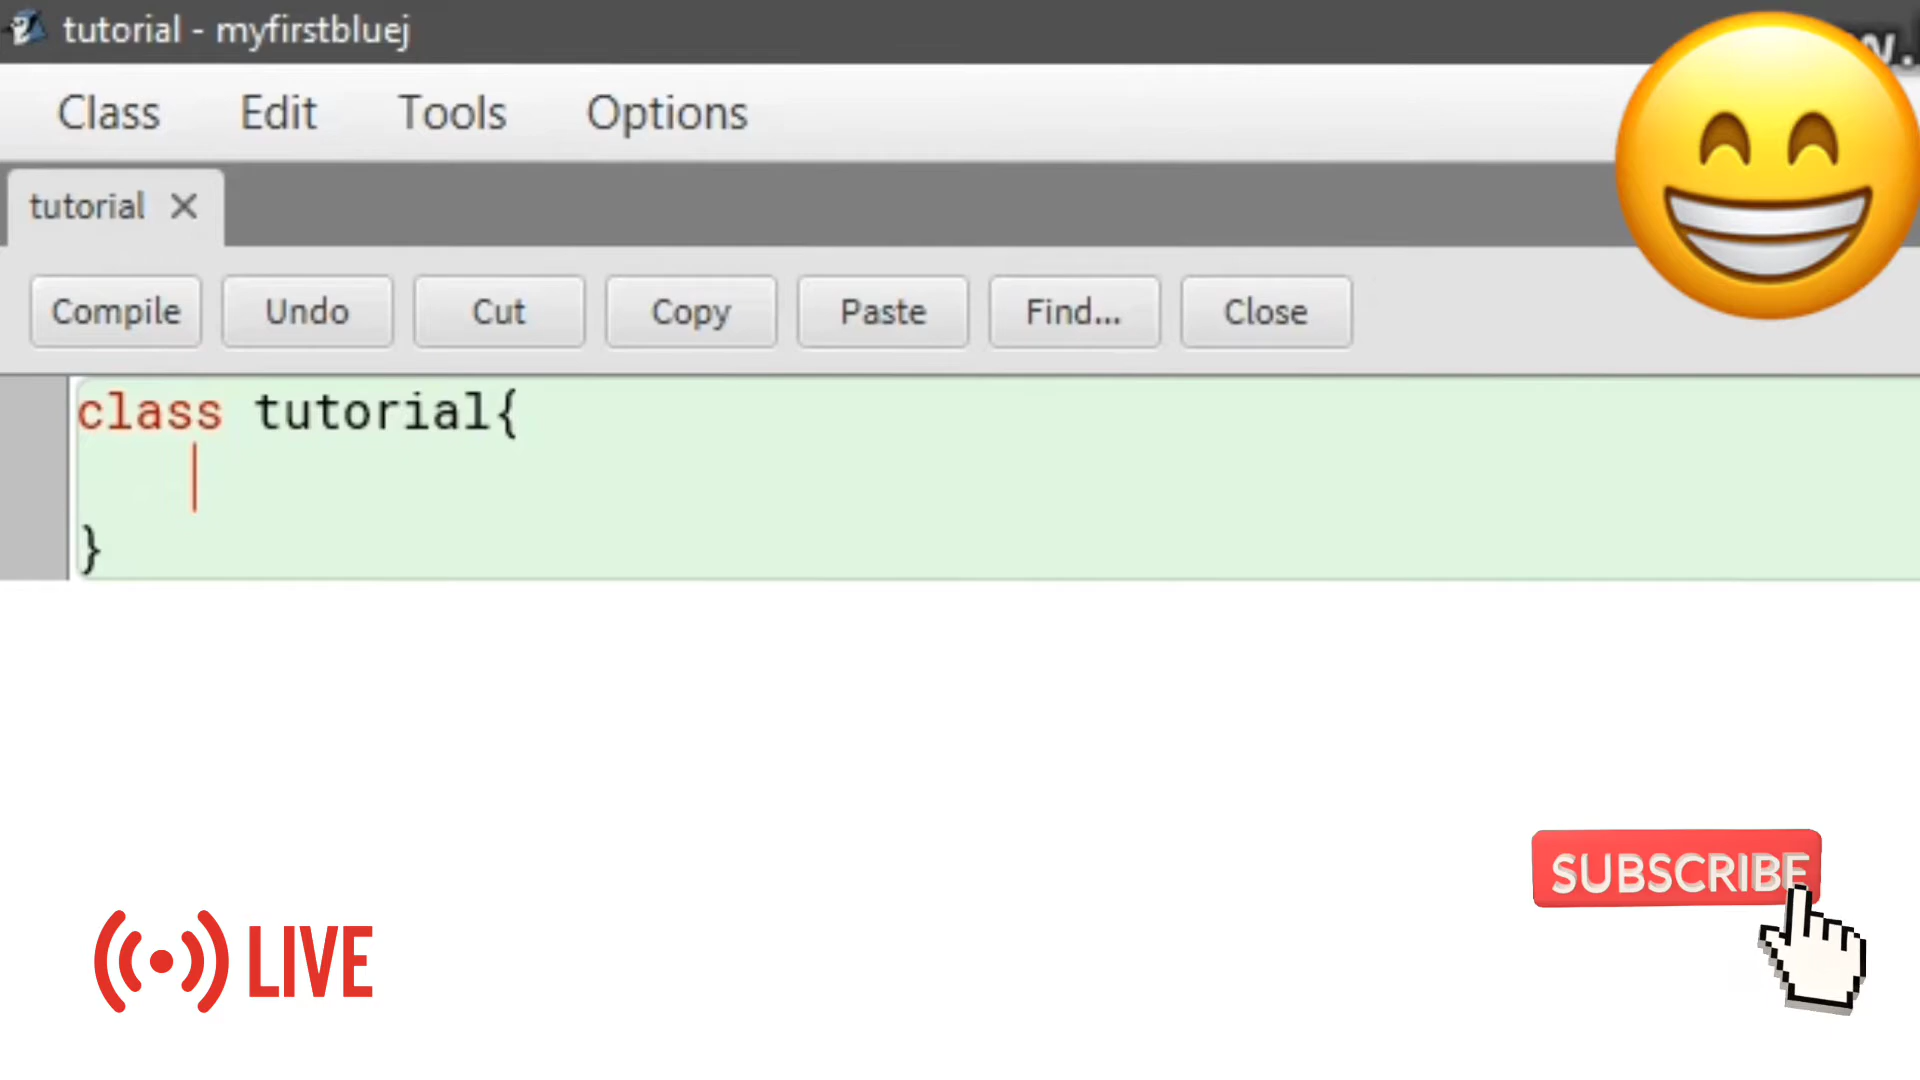 tutorial - myfirstbluej
w.
Class Edit Tools Options
tutorial
Compile Undo Cut Copy Paste Find... Close
class tutorial{
}
SUBSCRIBE
LIVE